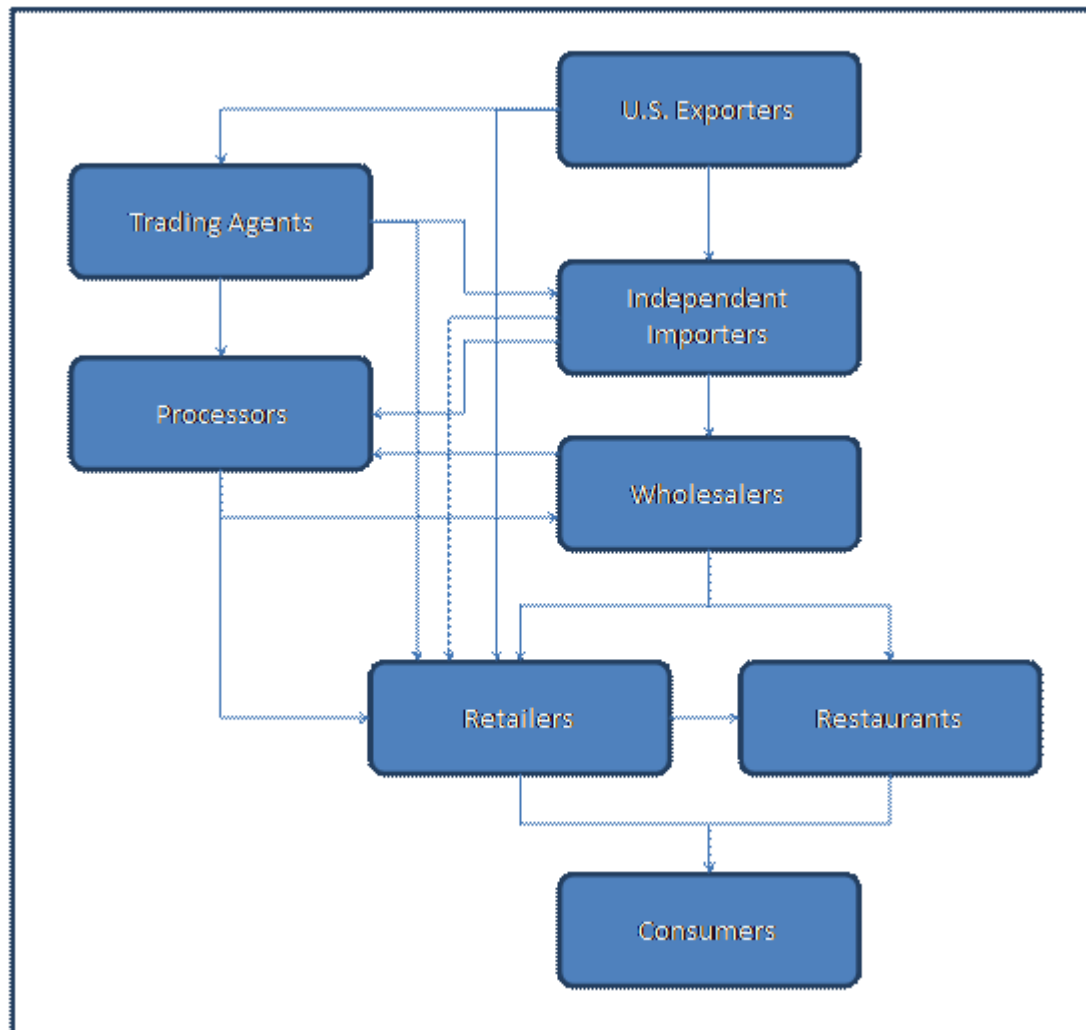 U.S. Exporters
Trading Agents
Independent
Importers
Processors
Wholesalers
Retailers
Restaurants
Consumers